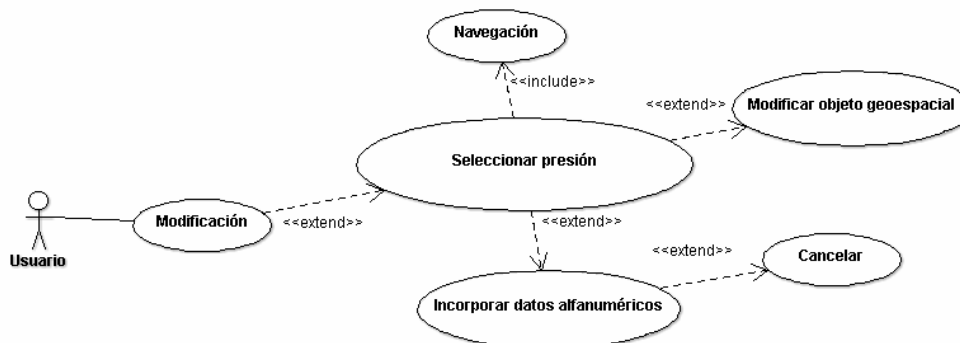 Navegación
<<include>>
<<extend>>
Modificar objeto geoespacial
Seleccionar presión
Modificación
<<extend>>
<<extend>>
Usuario
<<extend>>
Cancelar
Incorporar datos alfanuméricos